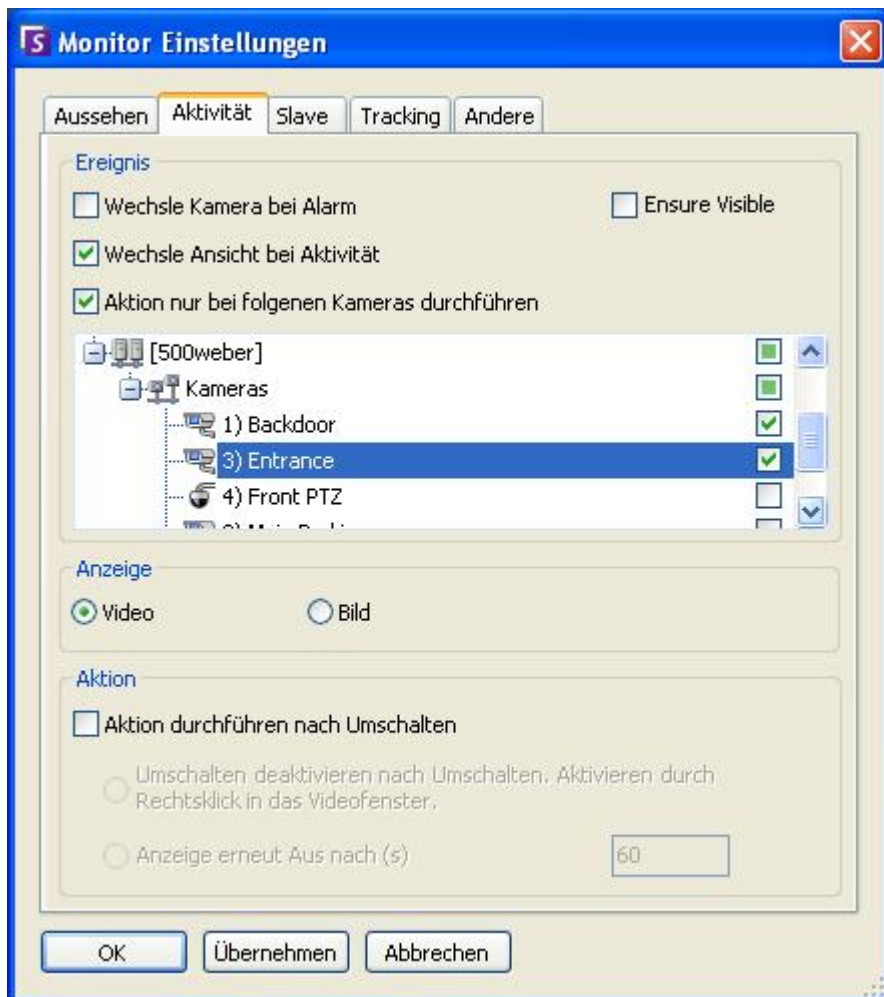 S Monitor Einstellungen
Aussehen Aktivität Slave Tracking Andere
Ereignis
Wechsle Kamera bei Alarm Ensure Visible
Wechsle Ansicht bei Aktivität
Aktion nur bei folgenen Kameras durchführen
[500weber]
Kameras
1) Backdoor
3) Entrance
4) Front PTZ
Anzeige
Video Bild
Aktion
Aktion durchführen nach Umschalten
Umschalten deaktivieren nach Umschalten. Aktivieren durch
Rechtsklick in das Videofenster.
Anzeige erneut Aus nach (s) 60
OK Übernehmen Abbrechen